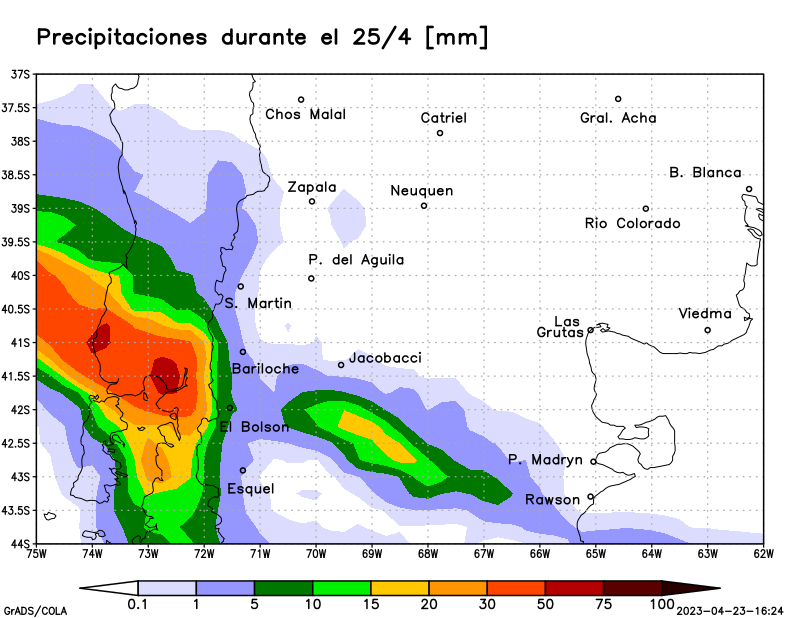 Precipitaciones durante el 25/4 [mm]
37S
37.5S
38S
38.5S
39S
39.5S
40S
40.5S
41S
41.5S
42S
42.5S
43S
43.5S
44S
Chos Malal
Catriel
Gral. Acha
B. Blanca
Zapala
Neuquen
Rio Colorado
P. del Aguila
S. Martin
Las
Grutas
Viedma
Bariloche
Jacobacci
El Bolson
P. Madryn
Esquel
Rawson
75W 74W 73W 72W 71W 70W 69W 68W 67W 66W 65W 64W 63W 62W
0.1 1 5 10 15 20 30 50 75 100
GrADS/COLA
2023-04-23-16:24